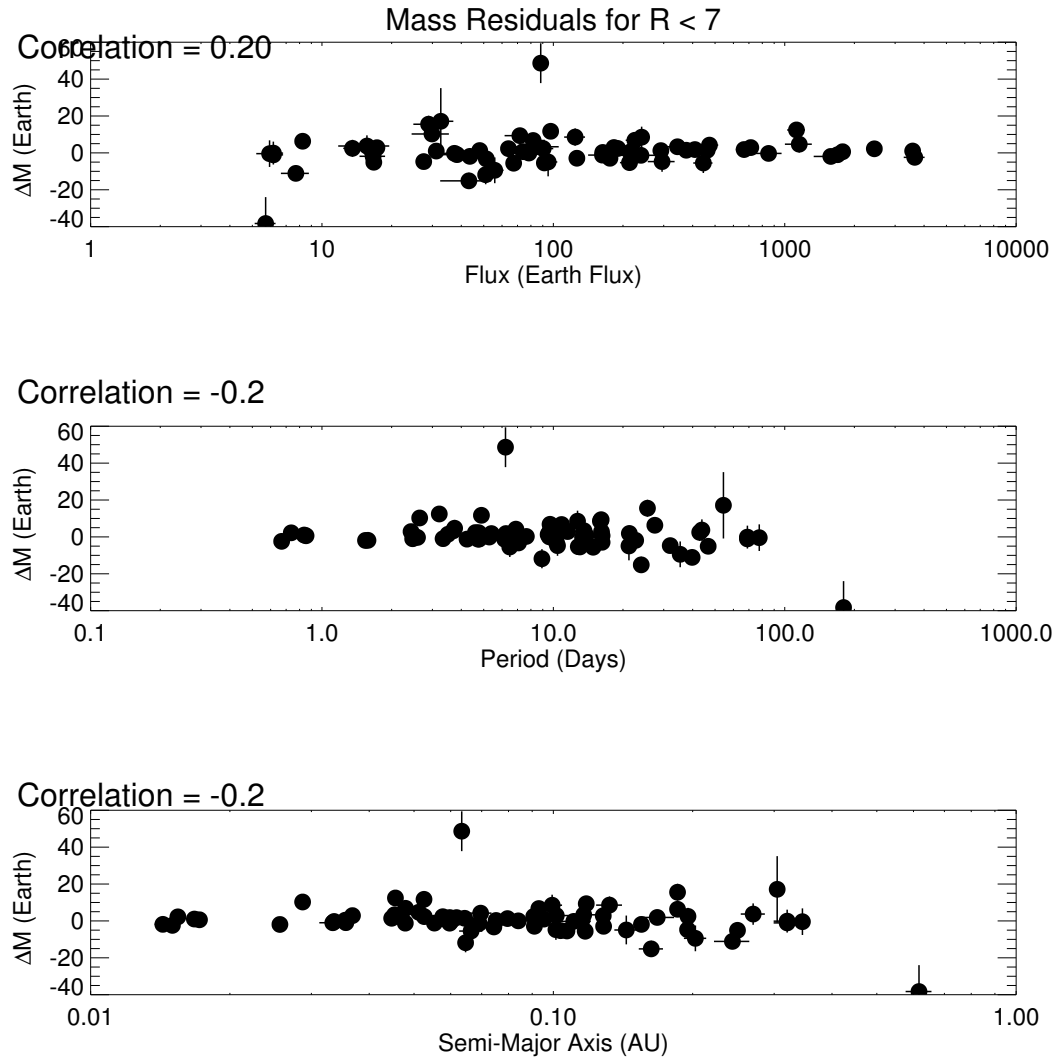 Mass Residuals for R < 7
Correlation = 0.20
60
40
20
0
-20
-40
ΔM (Earth)
1 10 100 1000 10000
Flux (Earth Flux)
Correlation = -0.2
60
40
20
0
-20
-40
ΔM (Earth)
0.1 1.0 10.0 100.0 1000.0
Period (Days)
Correlation = -0.2
60
40
20
0
-20
-40
ΔM (Earth)
0.01 0.10 1.00
Semi-Major Axis (AU)